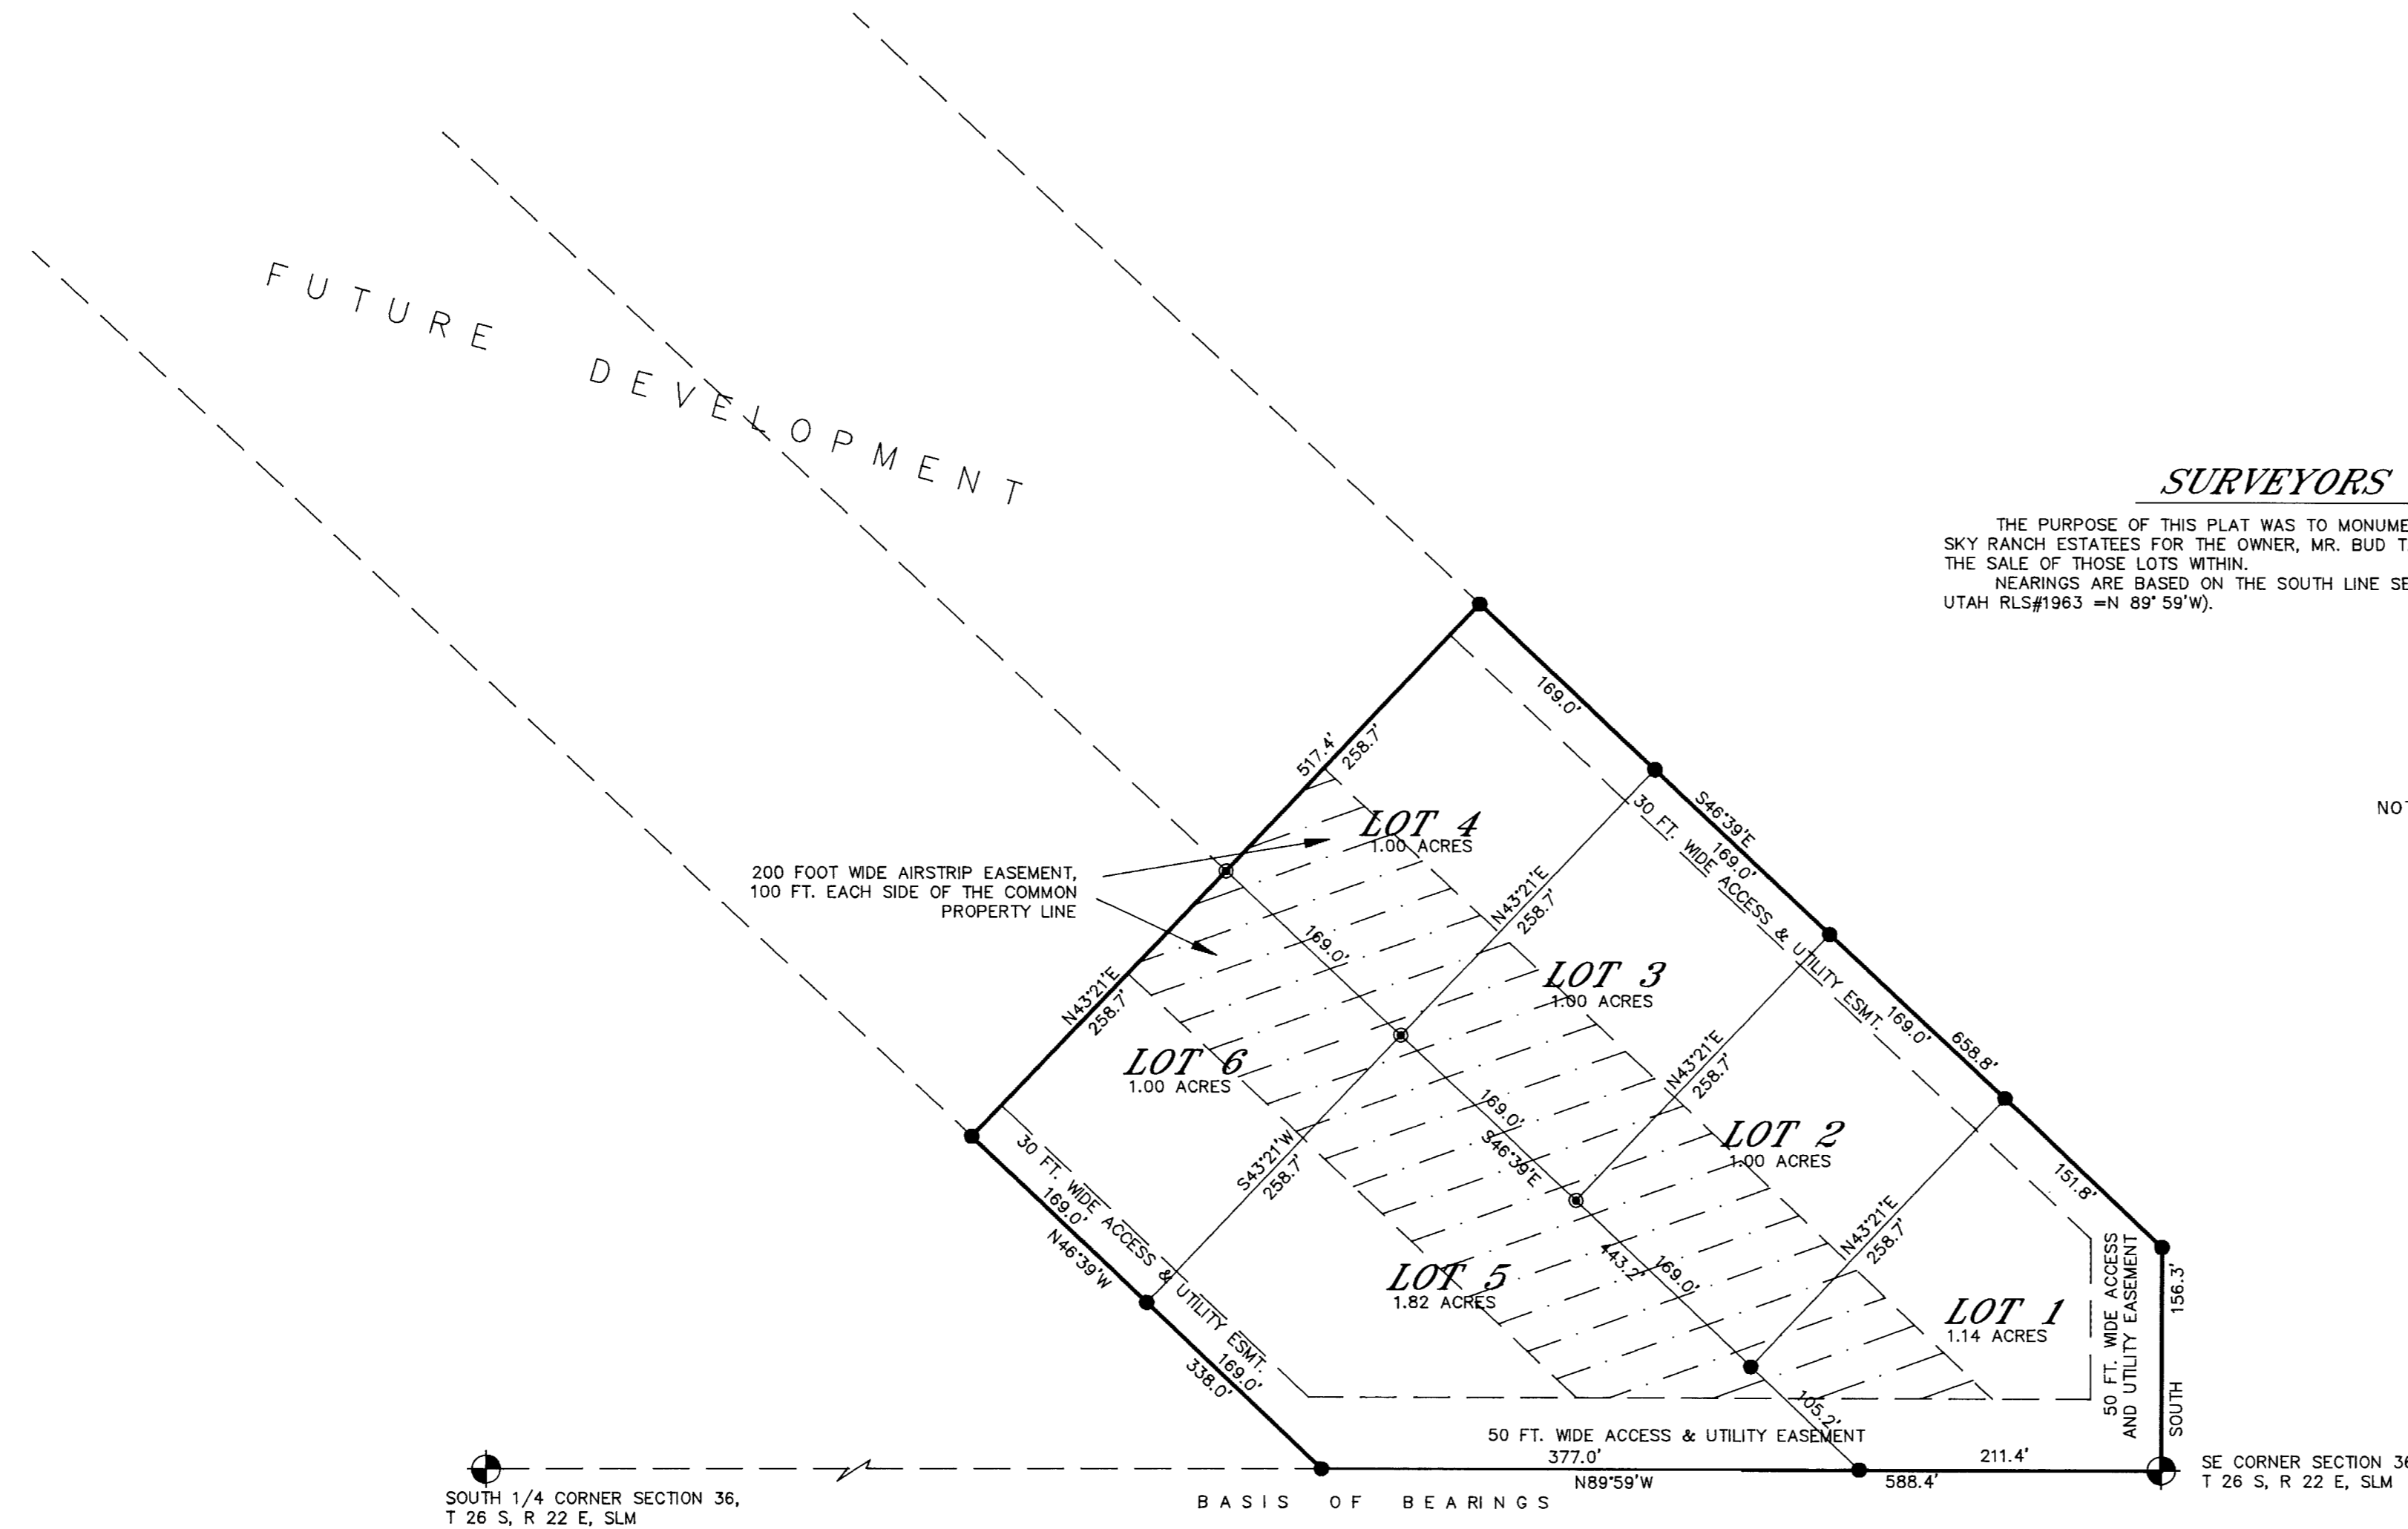 FUTURE DEVELOPMENT
SURVEYORS
THE PURPOSE OF THIS PLAT WAS TO MONUME
SKY RANCH ESTATEES FOR THE OWNER, MR. BUD T
THE SALE OF THOSE LOTS WITHIN.
NEARINGS ARE BASED ON THE SOUTH LINE SE
UTAH RLS#1963 =N 89°59'W).
NOT
169.0'
517.4'
258.7'
S46°39'E
169.0'
30 FT. WIDE ACCESS & UTILITY ESMT.
LOT 4
1.00 ACRES
200 FOOT WIDE AIRSTRIP EASEMENT,
100 FT. EACH SIDE OF THE COMMON
PROPERTY LINE
N43°21'E
258.7'
169.0'
LOT 3
1.00 ACRES
N43°21'E
258.7'
169.0'
658.8'
LOT 6
1.00 ACRES
N43°21'E
258.7'
169.0'
S46°39'E
LOT 2
1.00 ACRES
S43°21'W
258.7'
151.8'
30 FT. WIDE ACCESS & UTILITY ESMT.
169.0'
N46°39'W
N43°21'E
258.7'
443.2'
169.0'
LOT 5
1.82 ACRES
LOT 1
1.14 ACRES
50 FT. WIDE ACCESS
AND UTILITY EASEMENT
156.3'
SOUTH
169.0'
338.0'
105.2'
50 FT. WIDE ACCESS & UTILITY EASEMENT
377.0'
211.4'
N89°59'W
588.4'
BASIS OF BEARINGS
SOUTH 1/4 CORNER SECTION 36,
T 26 S, R 22 E, SLM
SE CORNER SECTION 36
T 26 S, R 22 E, SLM